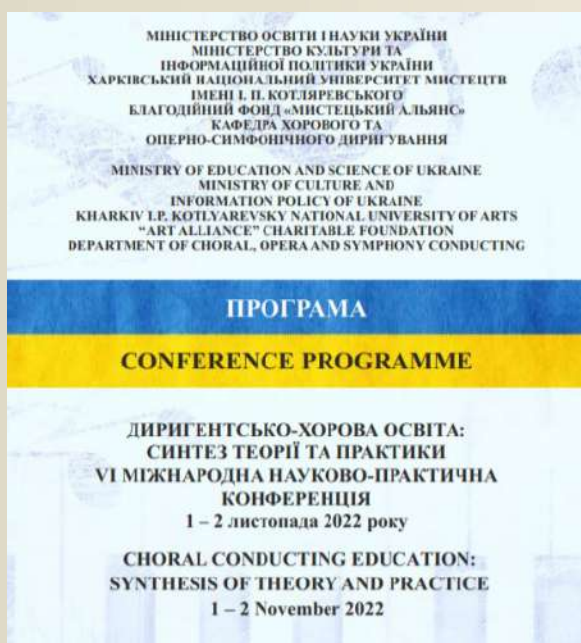 МІНІСТЕРСТВО ОСВІТИ І НАУКИ УКРАЇНИ
МІНІСТЕРСТВО КУЛЬТУРИ ТА
ІНФОРМАЦІЙНОЇ ПОЛІТИКИ УКРАЇНИ
ХАРКІВСЬКИЙ НАЦІОНАЛЬНИЙ УНІВЕРСИТЕТ МИСТЕЦТВ
ІМЕНІ І. П. КОТЛЯРЕВСЬКОГО
БЛАГОДІЙНИЙ ФОНД «МИСТЕЦЬКИЙ АЛЬЯНС»
КАФЕДРА ХОРОВОГО ТА
ОПЕРНО-СИМФОНІЧНОГО ДИРИГУВАННЯ
MINISTRY OF EDUCATION AND SCIENCE OF UKRAINE
MINISTRY OF CULTURE AND
INFORMATION POLICY OF UKRAINE
KHARKIV I.P. KOTLYAREVSKY NATIONAL UNIVERSITY OF ARTS
“ART ALLIANCE” CHARITABLE FOUNDATION
DEPARTMENT OF CHORAL, OPERA AND SYMPHONY CONDUCTING
ПРОГРАМА
CONFERENCE PROGRAMME
ДИРИГЕНТСЬКО-ХОРОВА ОСВІТА:
СИНТЕЗ ТЕОРІЇ ТА ПРАКТИКИ
VI МІЖНАРОДНА НАУКОВО-ПРАКТИЧНА
КОНФЕРЕНЦІЯ
1 – 2 листопада 2022 року
CHORAL CONDUCTING EDUCATION:
SYNTHESIS OF THEORY AND PRACTICE
1 – 2 November 2022